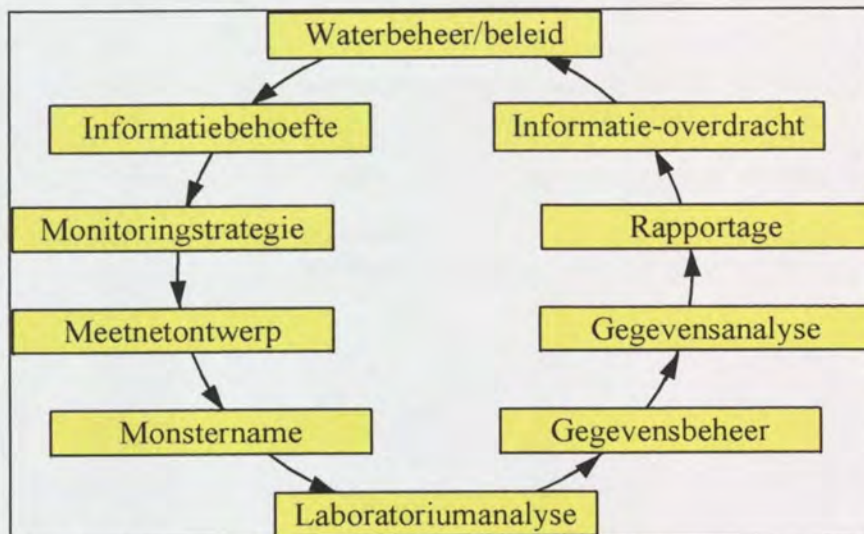 Waterbeheer/beleid
Informatiebehoefte
Informatie-overdracht
Monitoringstrategie
Rapportage
Meetnetontwerp
Gegevensanalyse
Monstername
Gegevensbeheer
Laboratoriumanalyse